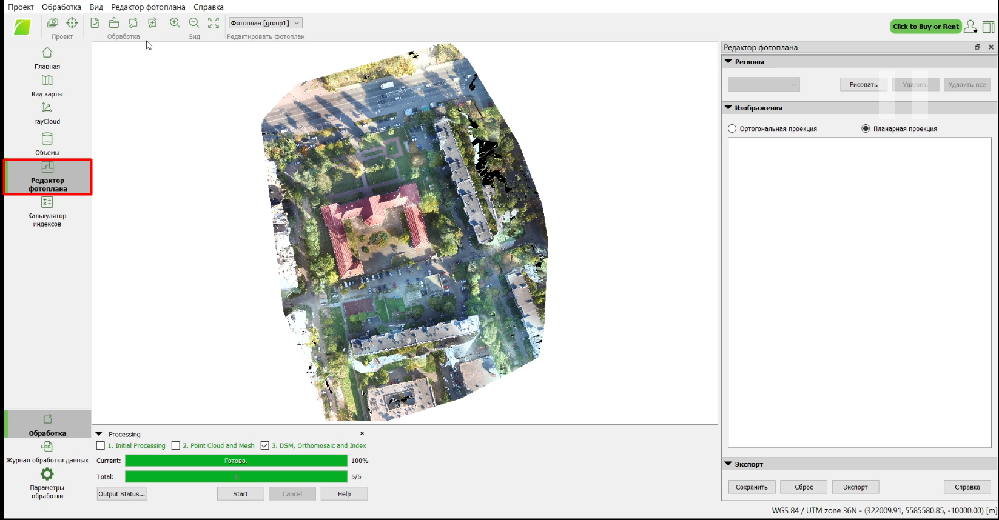 Проект Обработка Вид Редактор фотоплана Справка
Фотоплан [group1]
Click to Buy or Rent
Проект Обработка Вид Редактировать фотоплан
Главная
Вид карты
rayCloud
Объемы
Редактор
фотоплана
Калькулятор
индексов
Обработка
Журнал обработки данных
Параметры
обработки
Processing
1. Initial Processing 2. Point Cloud and Mesh 3. DSM, Orthomosaic and Index
Current: Готово. 100%
Total: 5/5
Output Status... Start Cancel Help
Редактор фотоплана
Регионы
Рисовать Удалить Удалить все
Изображения
Ортогональная проекция Планарная проекция
Экспорт
Сохранить Сброс Экспорт Справка
WGS 84 / UTM zone 36N - (322009.91, 5585580.85, -10000.00) [m]